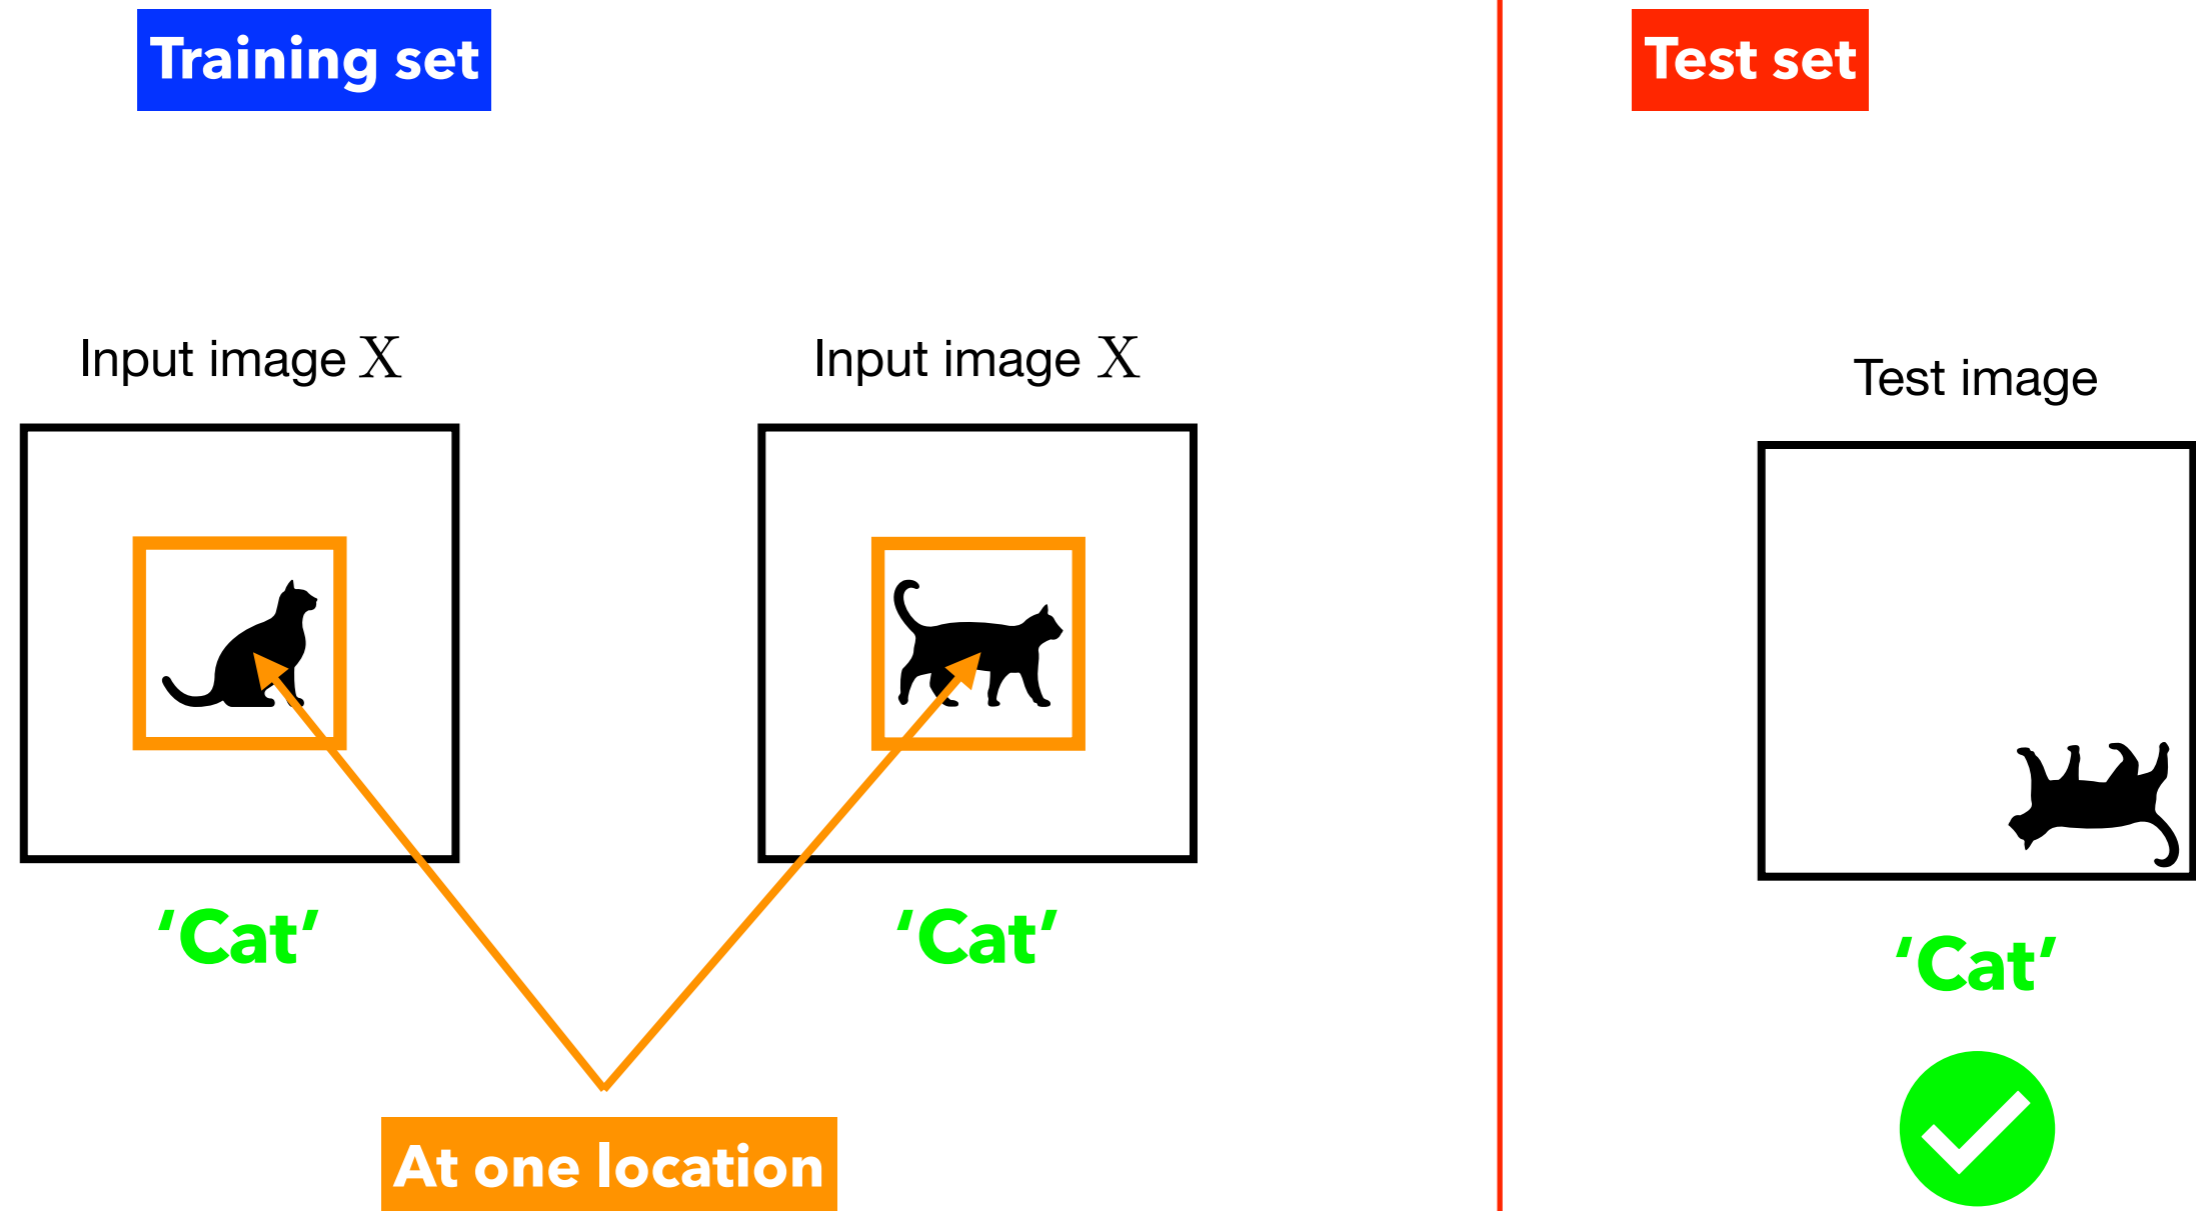 Training set
Test set
Input image X
Input image X
Test image
'Cat'
'Cat'
'Cat'
At one location